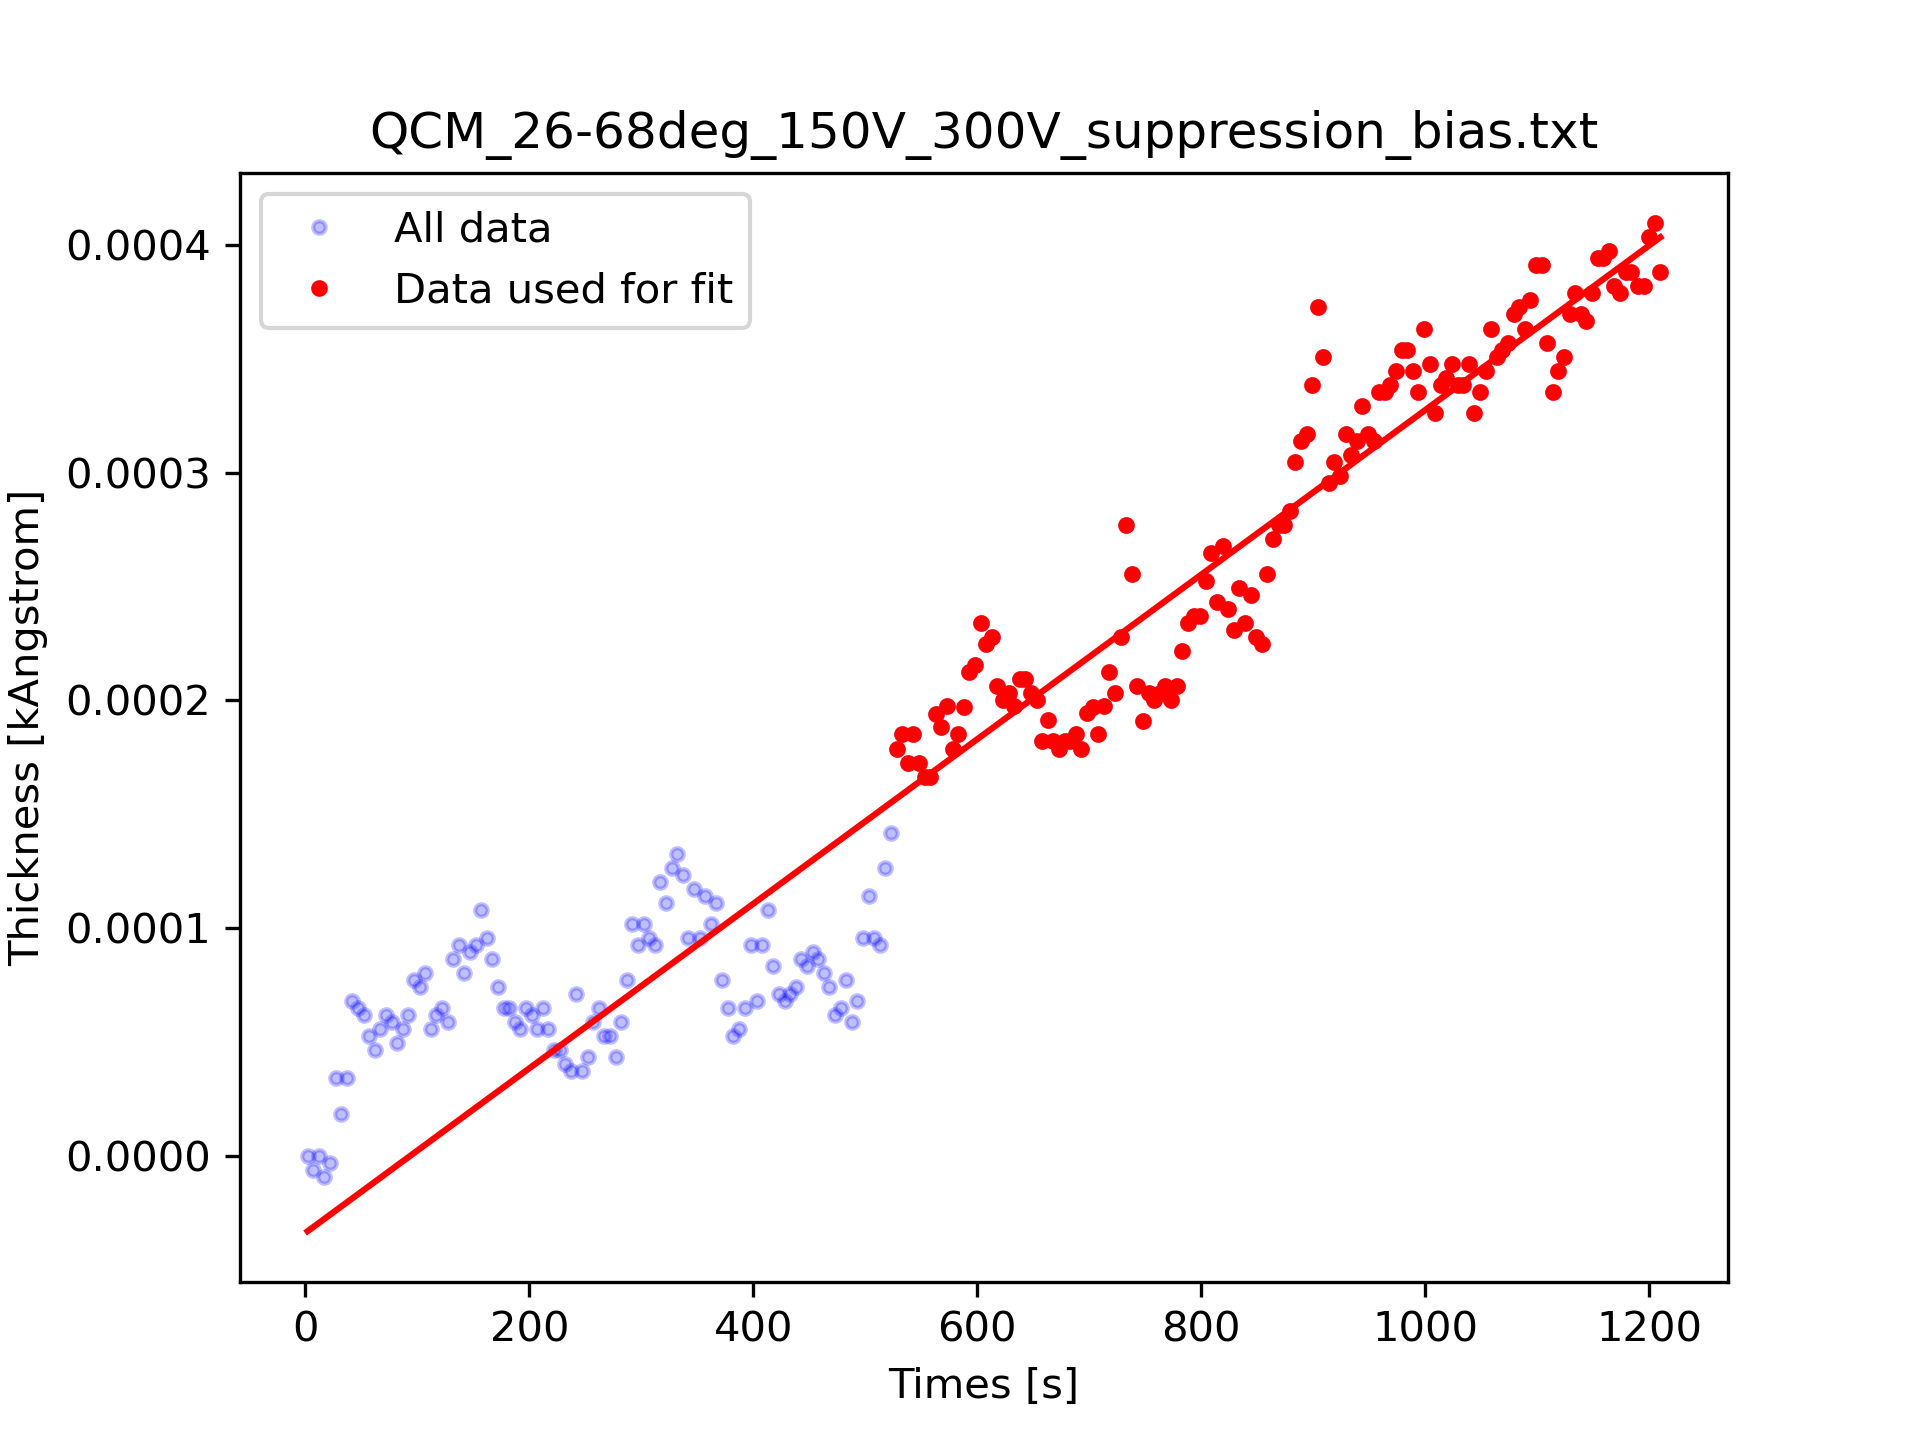 QCM_26-68deg_150V_300V_suppression_bias.txt
All data
Data used for fit
0.0004
0.0003
0.0002
0.0001
0.0000
Thickness [kAngstrom]
0 200 400 600 800 1000 1200
Times [s]